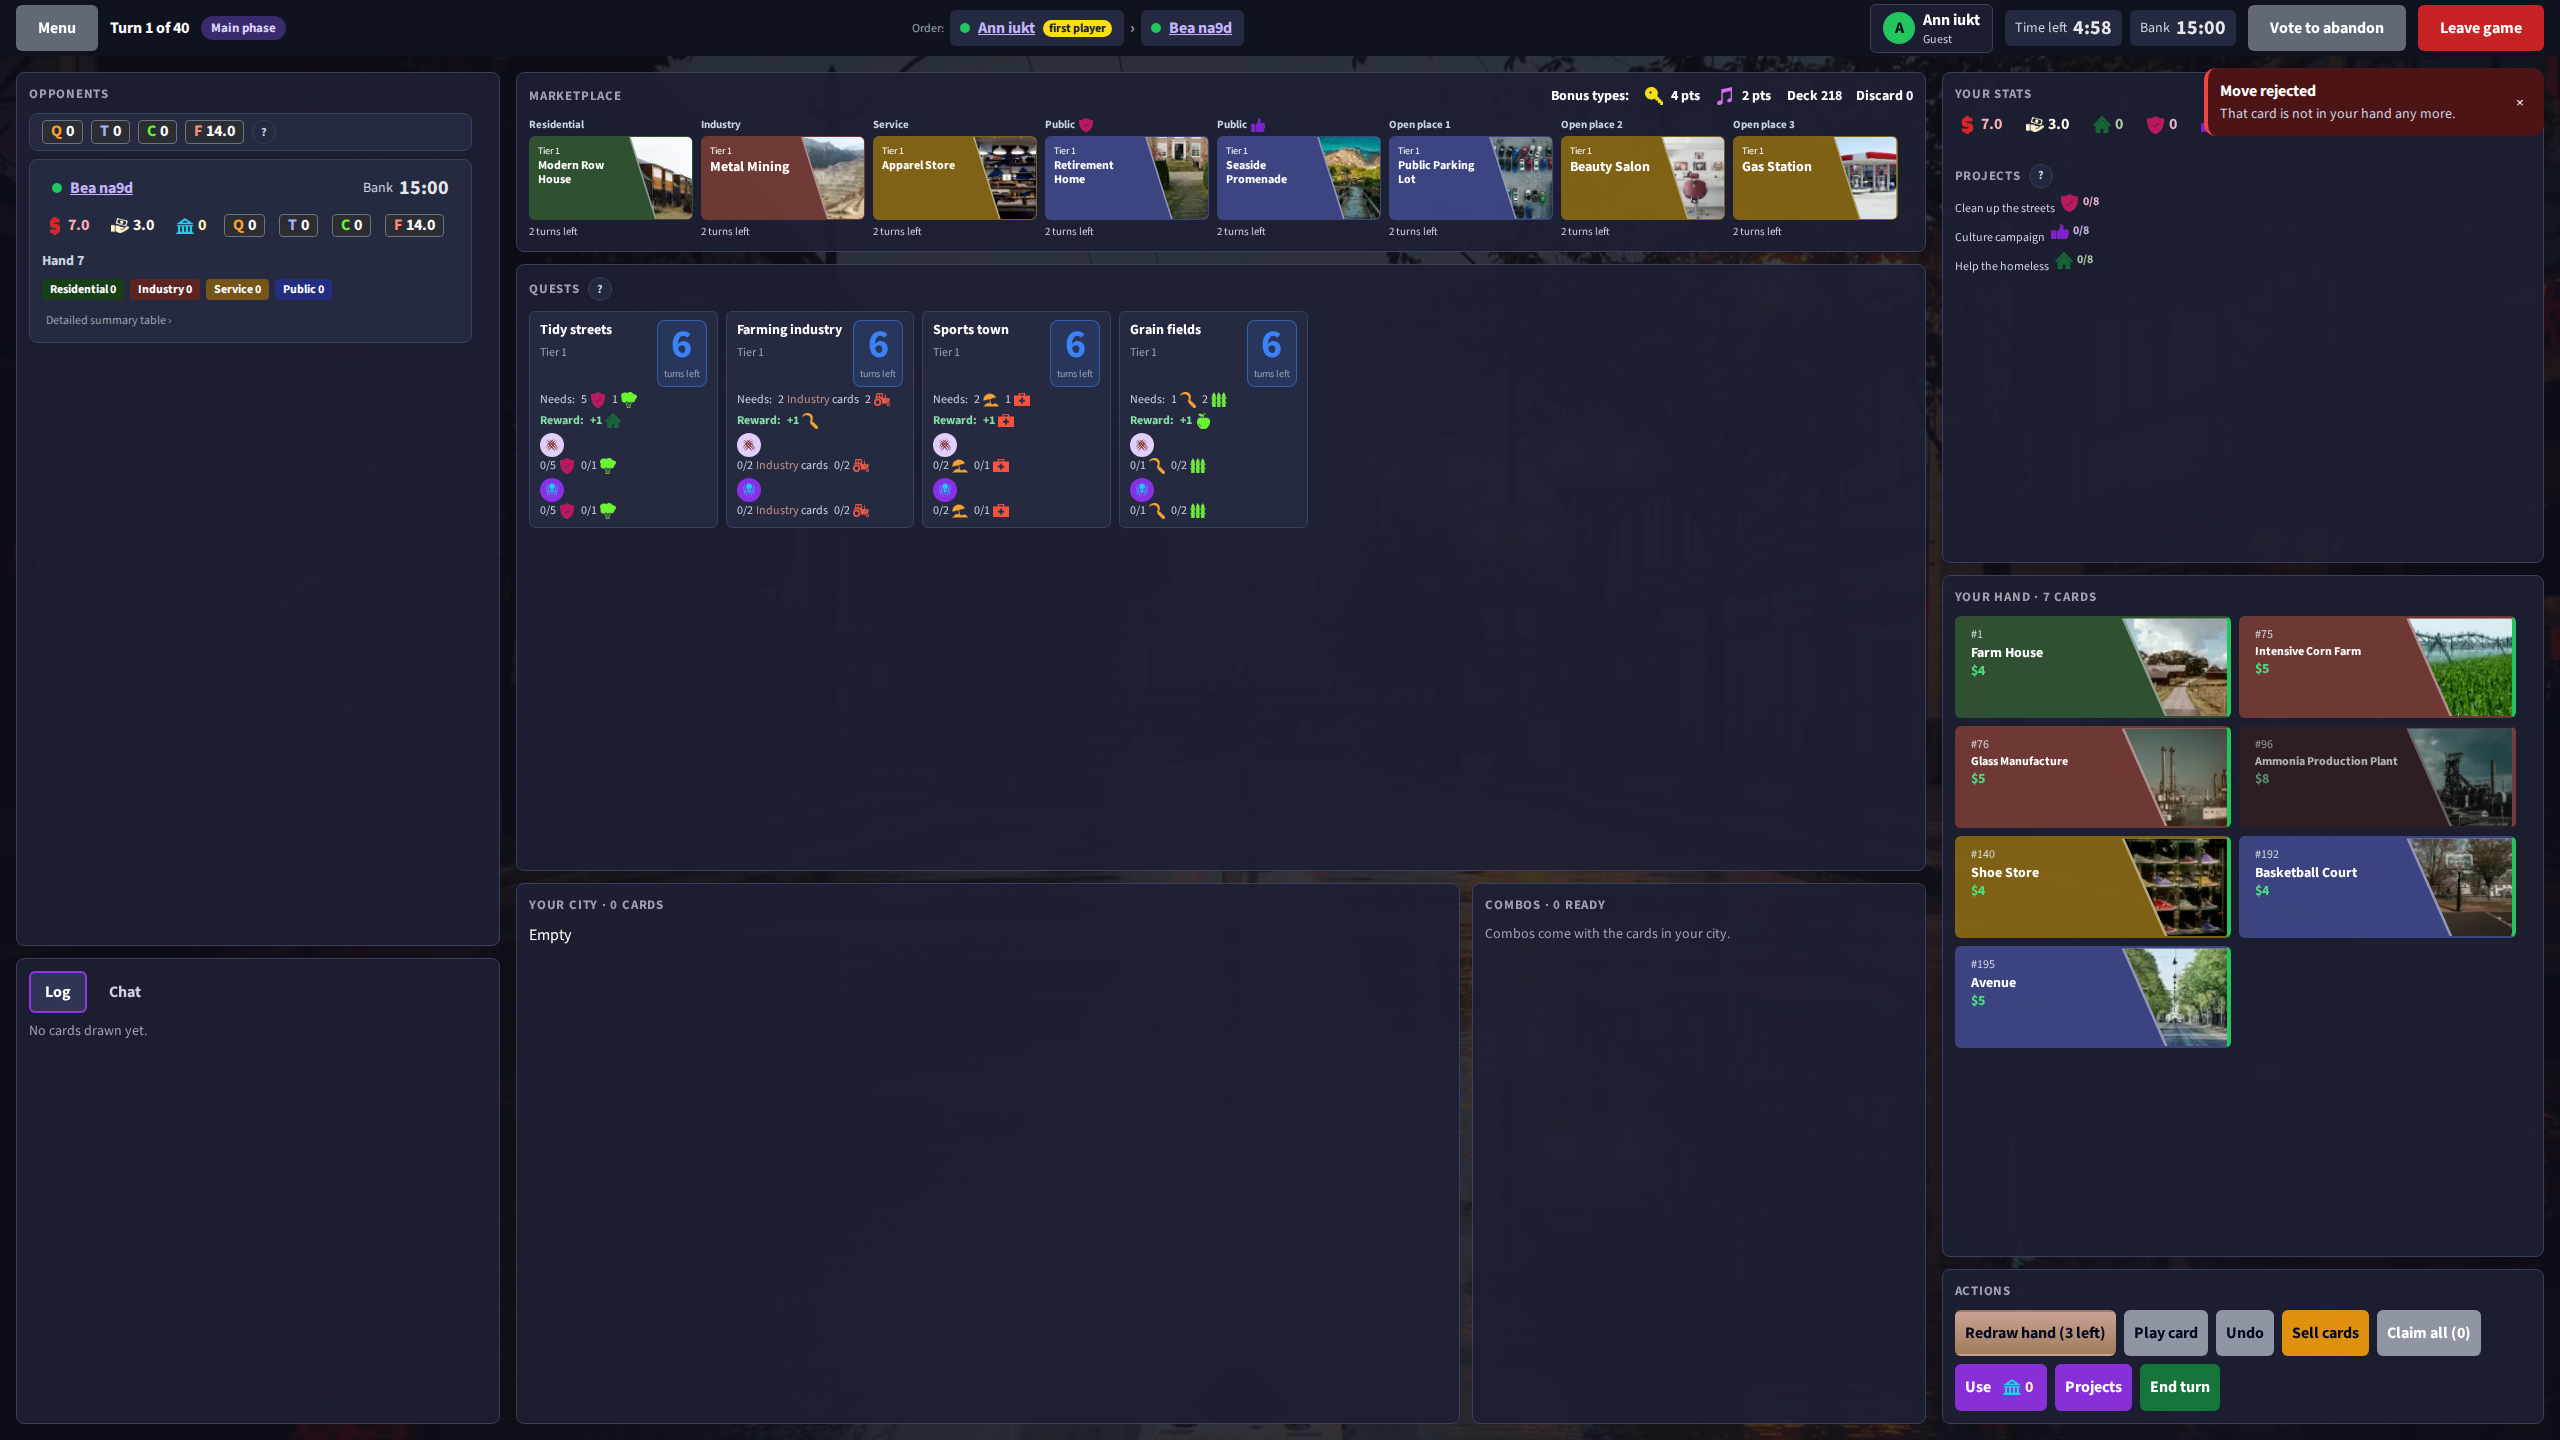 Menu
Turn 1 of 40
Main phase
Order: Ann iukt first player › Bea na9d
A
Ann iukt
Guest
Time left 4:58
Bank 15:00
Vote to abandon
Leave game
OPPONENTS
Q 0 T 0 C 0 F 14.0 ?
Bea na9d
Bank 15:00
7.0 3.0 0 Q 0 T 0 C 0 F 14.0
Hand 7
Residential 0 Industry 0 Service 0 Public 0
Detailed summary table ›
Log
Chat
No cards drawn yet.
MARKETPLACE
Bonus types: 4 pts 2 pts Deck 218 Discard 0
Residential
Tier 1
Modern Row House
2 turns left
Industry
Tier 1
Metal Mining
2 turns left
Service
Tier 1
Apparel Store
2 turns left
Public
Tier 1
Retirement Home
2 turns left
Public
Tier 1
Seaside Promenade
2 turns left
Open place 1
Tier 1
Public Parking Lot
2 turns left
Open place 2
Tier 1
Beauty Salon
2 turns left
Open place 3
Tier 1
Gas Station
2 turns left
QUESTS ?
Tidy streets
Tier 1
6
turns left
Needs: 5 1
Reward: +1
0/5 0/1
0/5 0/1
Farming industry
Tier 1
6
turns left
Needs: 2 Industry cards 2
Reward: +1
0/2 Industry cards 0/2
0/2 Industry cards 0/2
Sports town
Tier 1
6
turns left
Needs: 2 1
Reward: +1
0/2 0/1
0/2 0/1
Grain fields
Tier 1
6
turns left
Needs: 1 2
Reward: +1
0/1 0/2
0/1 0/2
YOUR CITY · 0 CARDS
Empty
COMBOS · 0 READY
Combos come with the cards in your city.
YOUR STATS
7.0 3.0 0 0
Move rejected
That card is not in your hand any more.
×
PROJECTS ?
Clean up the streets 0/8
Culture campaign 0/8
Help the homeless 0/8
YOUR HAND · 7 CARDS
#1
Farm House
$4
#75
Intensive Corn Farm
$5
#76
Glass Manufacture
$5
#96
Ammonia Production Plant
$8
#140
Shoe Store
$4
#192
Basketball Court
$4
#195
Avenue
$5
ACTIONS
Redraw hand (3 left)
Play card
Undo
Sell cards
Claim all (0)
Use 0
Projects
End turn